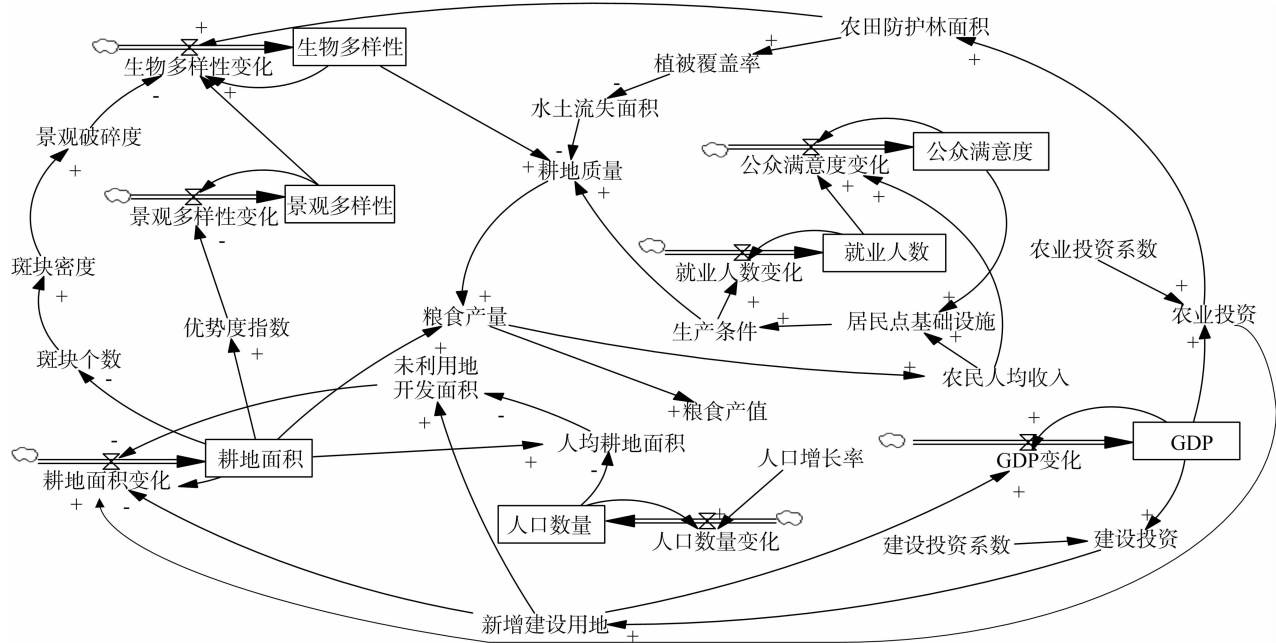 农田防护林面积
+
生物多样性
+
植被覆盖率
+
生物多样性变化
-
+
-
水土流失面积
景观破碎度
+
-
+耕地质量
+
公众满意度
公众满意度变化
+
+
景观多样性
景观多样性变化
-
就业人数
就业人数变化
+
农业投资系数
+
斑块密度
+
优势度指数
+
+
粮食产量
+
生产条件
+
+
居民点基础设施
+
农业投资
+
斑块个数
-
未利用地
开发面积
+
-
+
农民人均收入
+粮食产值
+
-
耕地面积
耕地面积变化
+
-
+
人均耕地面积
-
人口增长率
GDP
GDP变化
+
人口数量
+
人口数量变化
建设投资系数
+
建设投资
新增建设用地
+